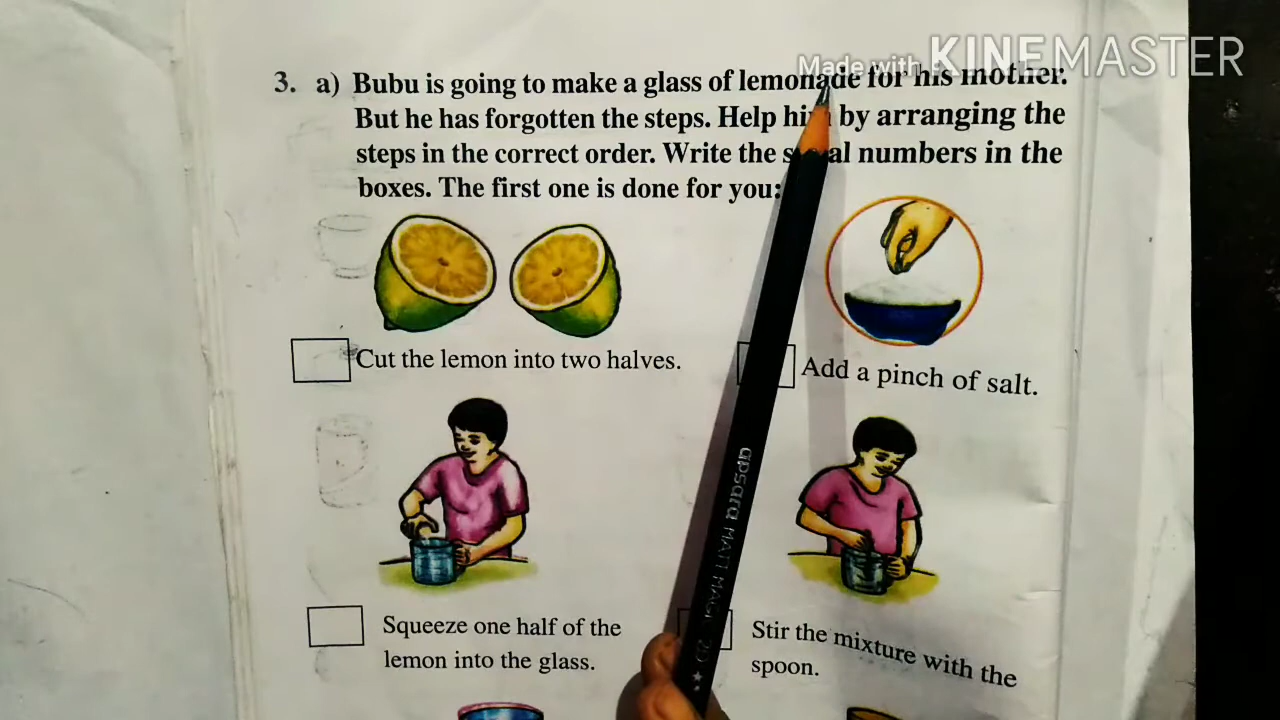 Made with KINEMASTER
3. a) Bubu is going to make a glass of lemonade for his mother.
But he has forgotten the steps. Help him by arranging the
steps in the correct order. Write the serial numbers in the
boxes. The first one is done for you:
Cut the lemon into two halves.
Add a pinch of salt.
Squeeze one half of the
lemon into the glass.
Stir the mixture with the
spoon.
apsara